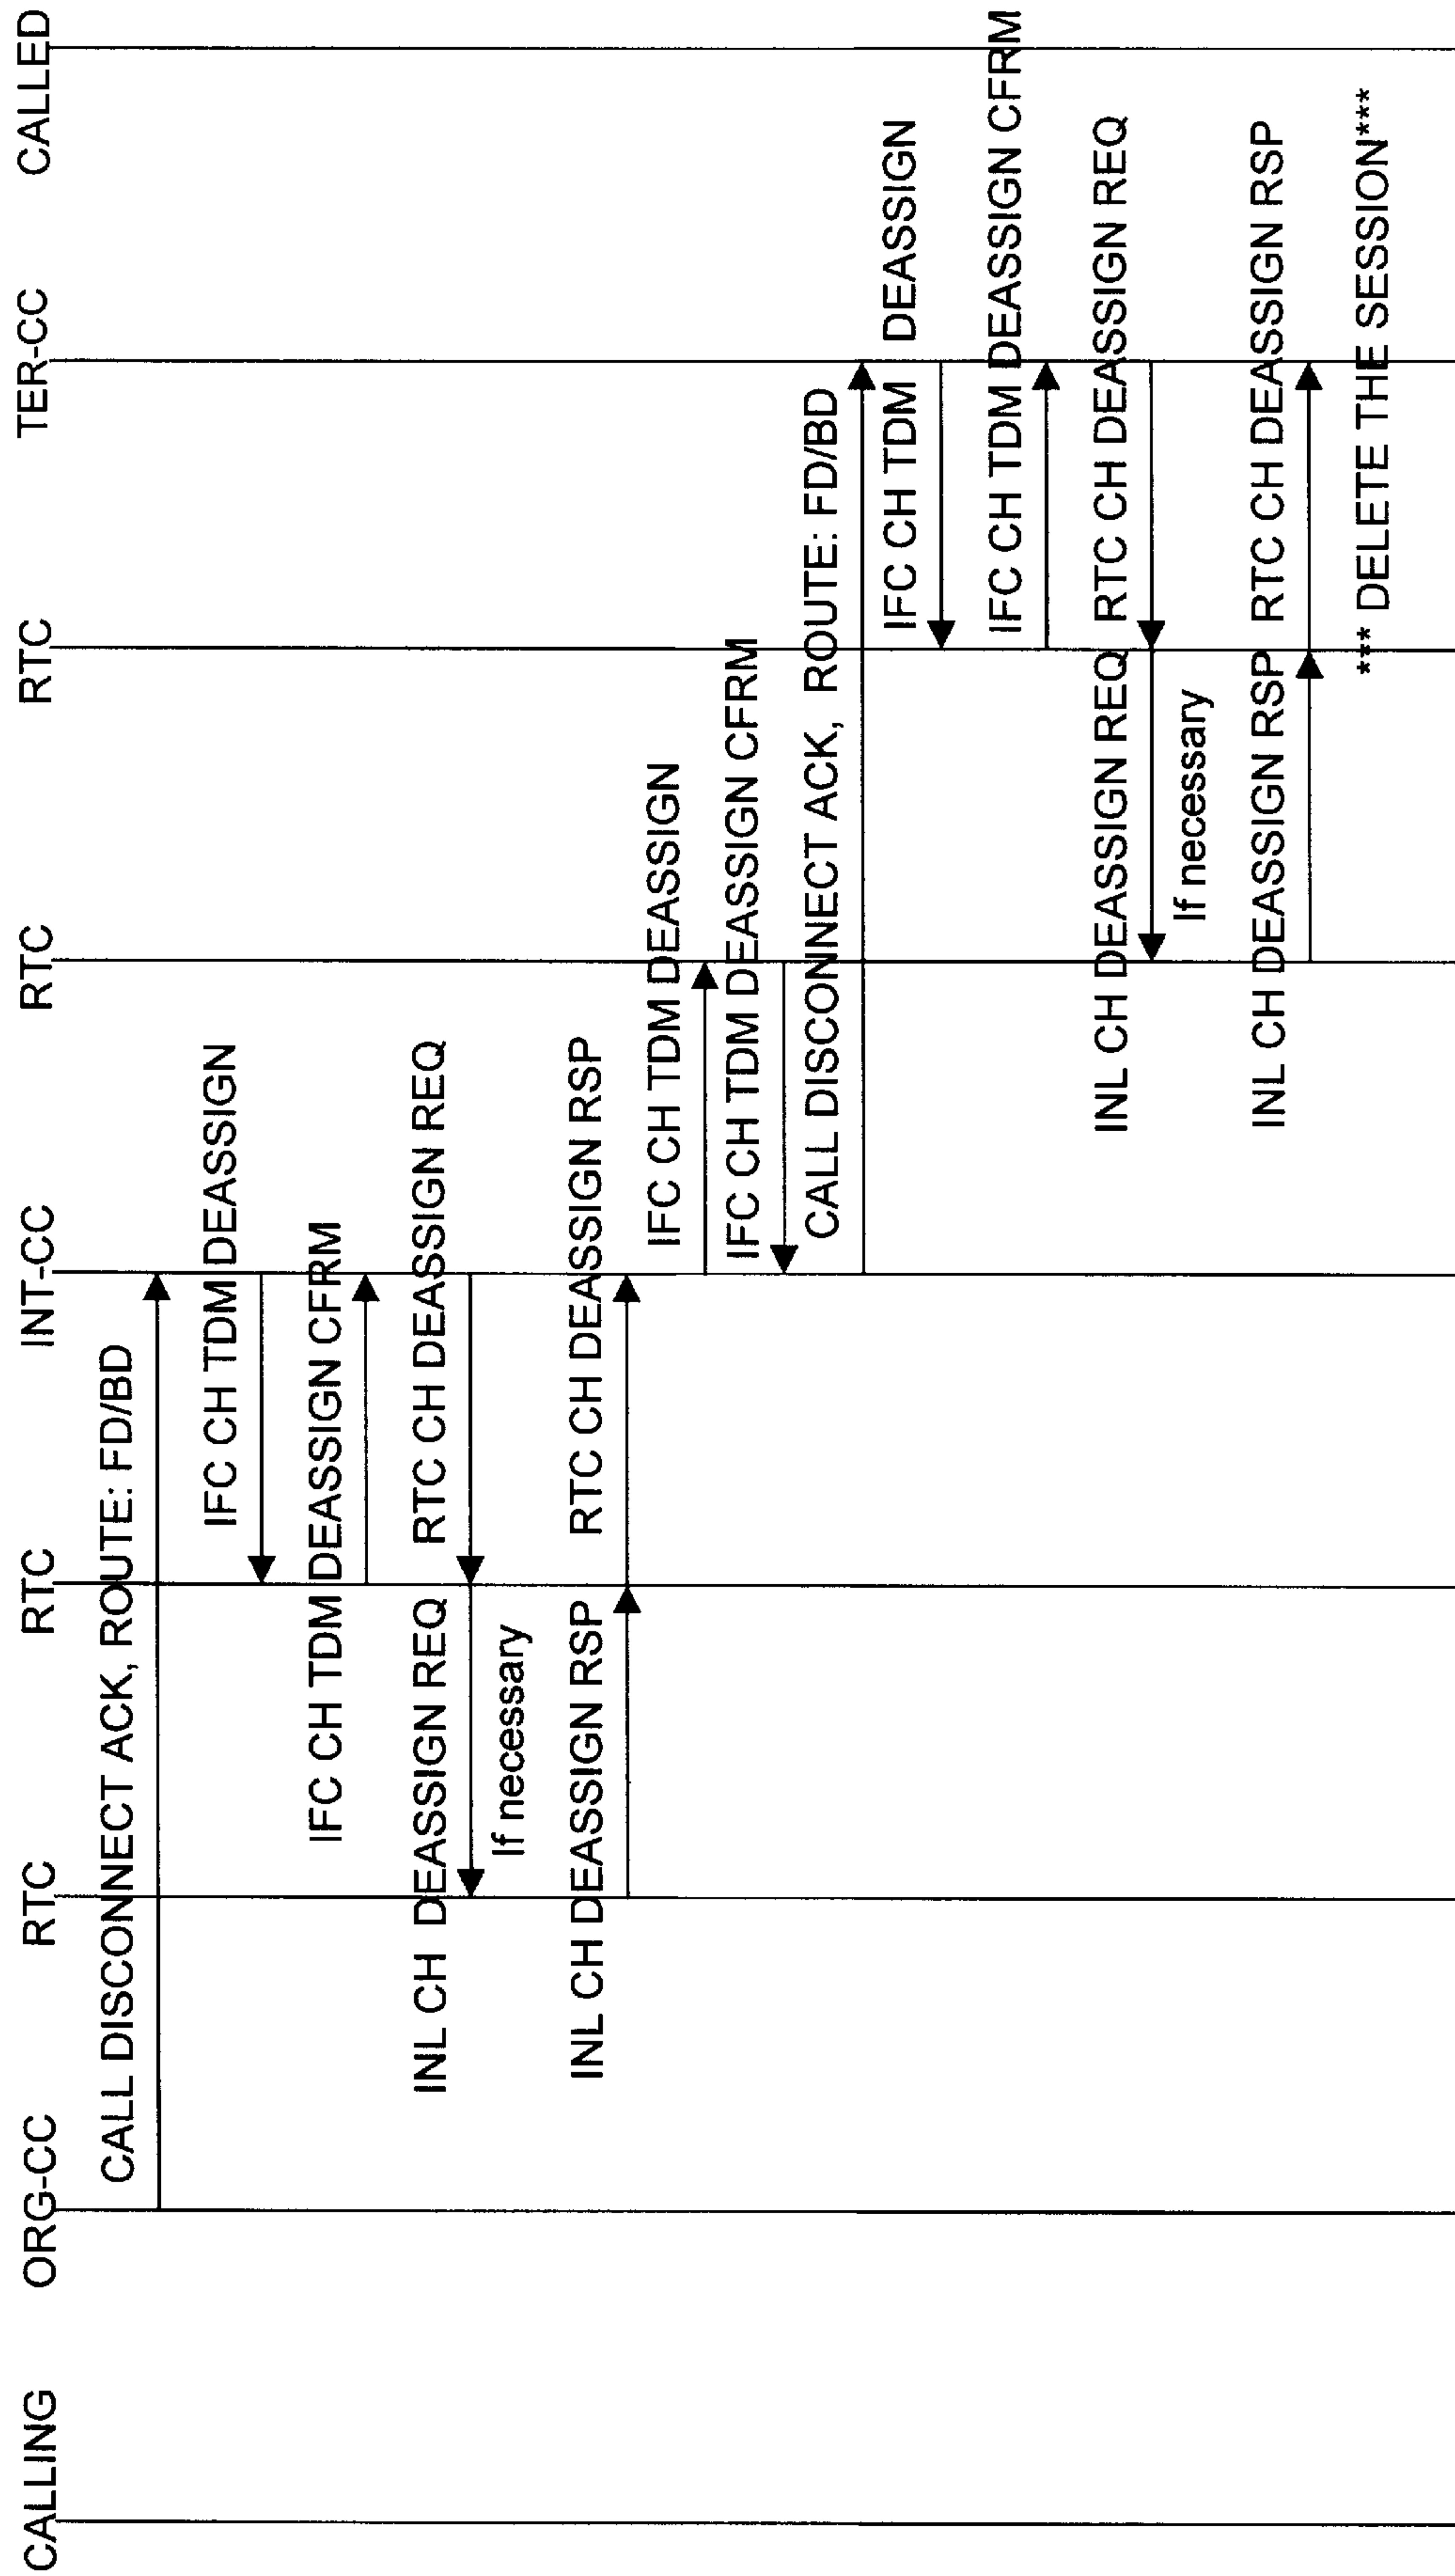 CALLING ORG-CC RTC RTC INT-CC RTC RTC TER-CC CALLED
CALL DISCONNECT ACK, ROUTE: FD/BD
IFC CH TDM DEASSIGN
IFC CH TDM DEASSIGN CFRM
INL CH DEASSIGN REQ RTC CH DEASSIGN REQ
If necessary
INL CH DEASSIGN RSP RTC CH DEASSIGN RSP
IFC CH TDM DEASSIGN
IFC CH TDM DEASSIGN CFRM
CALL DISCONNECT ACK, ROUTE: FD/BD
IFC CH TDM DEASSIGN
IFC CH TDM DEASSIGN CFRM
INL CH DEASSIGN REQ RTC CH DEASSIGN REQ
If necessary
INL CH DEASSIGN RSP RTC CH DEASSIGN RSP
*** DELETE THE SESSION***